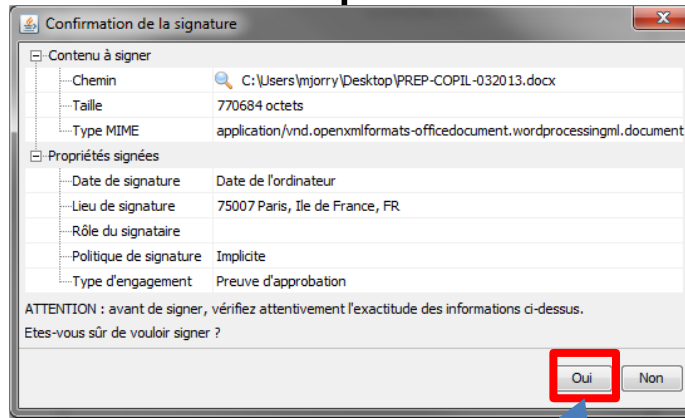 Confirmation de la signature
Contenu à signer
Chemin C:\Users\mjorry\Desktop\PREP-COPIL-032013.docx
Taille 770684 octets
Type MIME application/vnd.openxmlformats-officedocument.wordprocessingml.document
Propriétés signées
Date de signature Date de l'ordinateur
Lieu de signature 75007 Paris, Ile de France, FR
Rôle du signataire
Politique de signature Implicite
Type d'engagement Preuve d'approbation
ATTENTION : avant de signer, vérifiez attentivement l'exactitude des informations ci-dessus.
Etes-vous sûr de vouloir signer ?
Oui Non